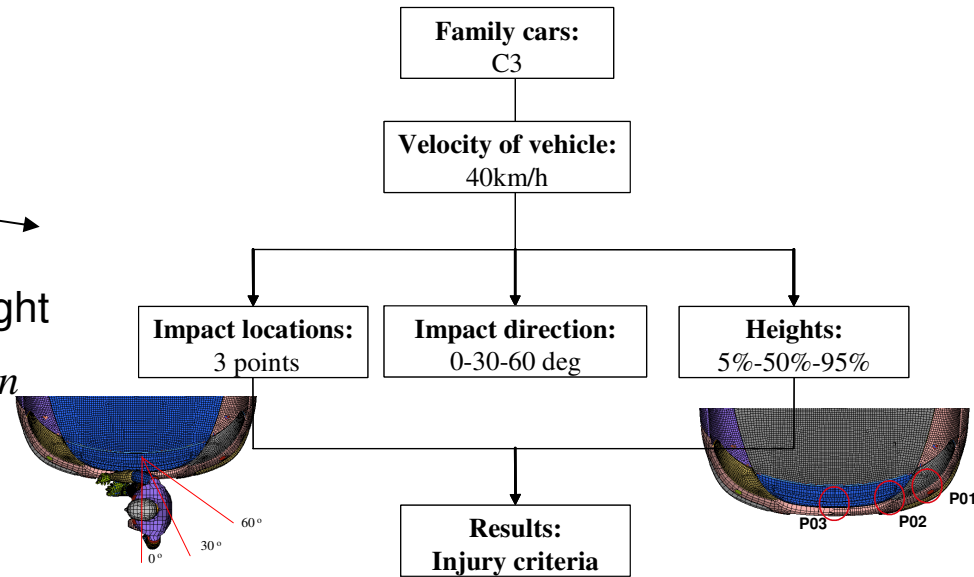 Family cars:
C3
Velocity of vehicle:
40km/h
ght
n
Impact locations:
3 points
Impact direction:
0-30-60 deg
Heights:
5%-50%-95%
60°
30°
0°
P01
P02
P03
Results:
Injury criteria